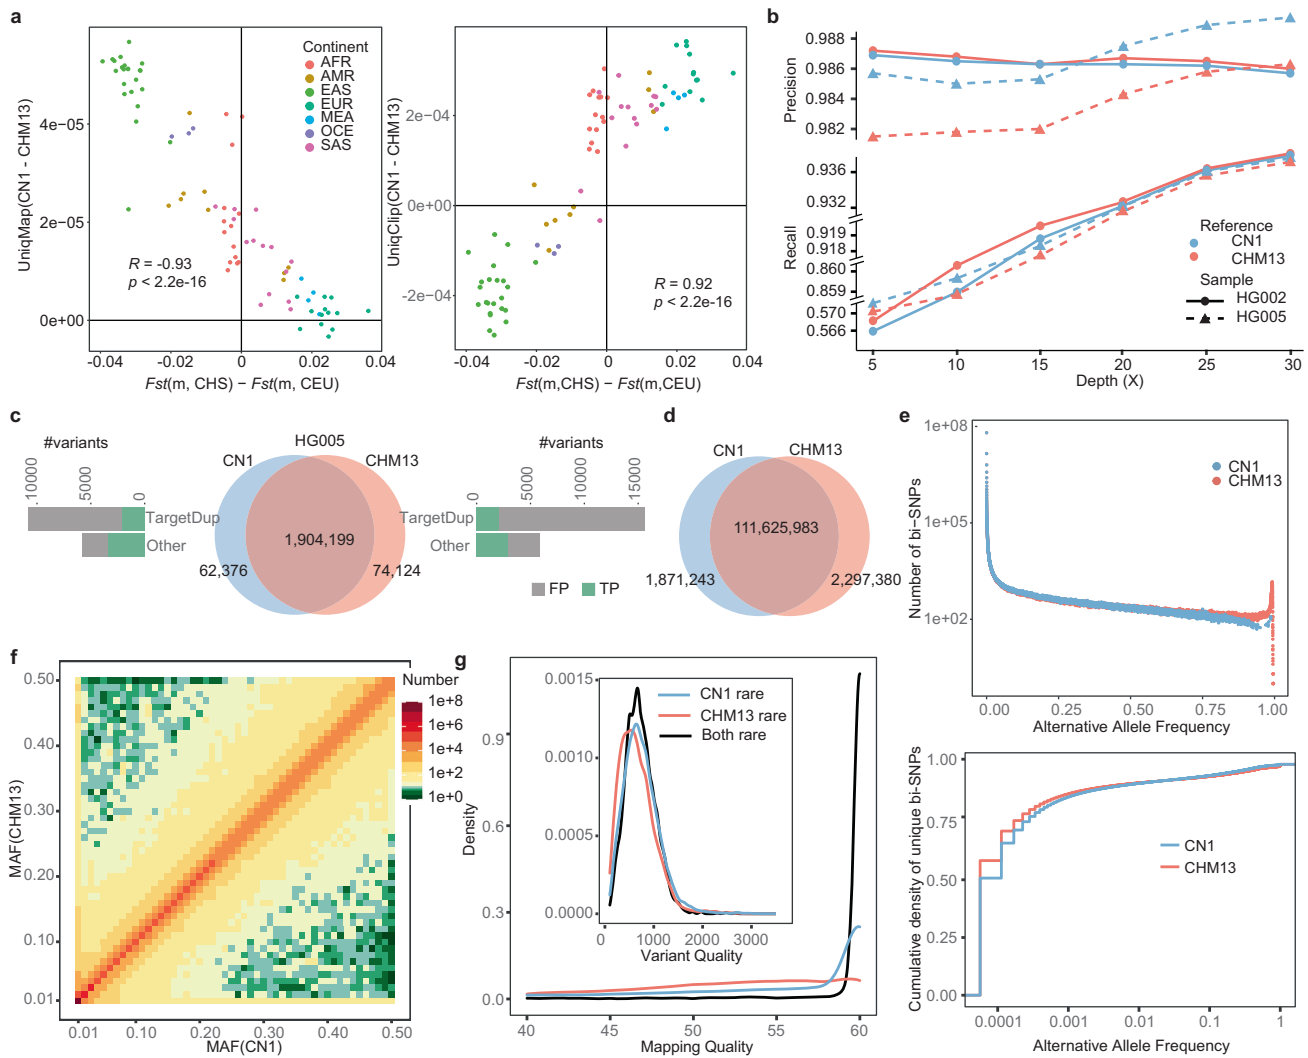 a
UniqMap(CN1 - CHM13)
4e-05
2e-05
0e+00
Continent
AFR
AMR
EAS
EUR
MEA
OCE
SAS
R = -0.93
p < 2.2e-16
-0.04
-0.02
0
0.02
0.04
Fst(m, CHS) − Fst(m, CEU)
UniqClip(CN1 - CHM13)
2e−04
0e+00
-2e−04
R = 0.92
p < 2.2e-16
-0.04
-0.02
0
0.02
0.04
Fst(m,CHS) − Fst(m,CEU)
b
Precision
0.988
0.986
0.984
0.982
Recall
0.936
0.932
0.919
0.918
0.860
0.859
0.570
0.566
Reference
CN1
CHM13
Sample
HG002
HG005
5
10
15
20
25
30
Depth (X)
c
#variants
10000
5000
0
TargetDup
Other
HG005
CN1
CHM13
1,904,199
62,376
74,124
#variants
0
5000
10000
15000
TargetDup
Other
FP
TP
d
CN1
CHM13
111,625,983
1,871,243
2,297,380
e
Number of bi−SNPs
1e+08
1e+05
1e+02
CN1
CHM13
0.00
0.25
0.50
0.75
1.00
Alternative Allele Frequency
Cumulative density of unique bi-SNPs
1.00
0.75
0.50
0.25
0.00
CN1
CHM13
0.0001
0.001
0.01
0.1
1
Alternative Allele Frequency
f
MAF(CHM13)
0.50
0.40
0.30
0.20
0.10
0.01
Number
1e+8
1e+6
1e+4
1e+2
1e+0
0.01
0.10
0.20
0.30
0.40
0.50
MAF(CN1)
g
Density
0.9
0.6
0.3
0.0
0.0015
0.0010
0.0005
0.0000
CN1 rare
CHM13 rare
Both rare
0
1000
2000
3000
Variant Quality
40
45
50
55
60
Mapping Quality